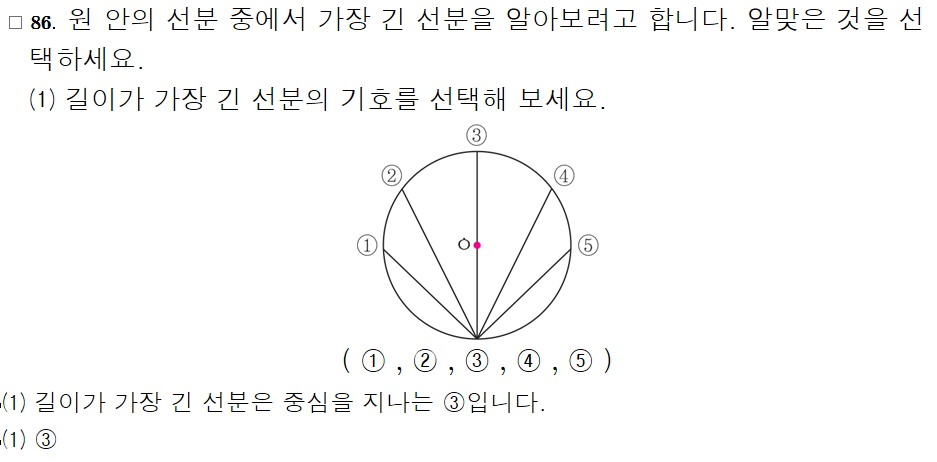 □ 86. 원 안의 선분 중에서 가장 긴 선분을 알아보려고 합니다. 알맞은 것을 선
택하세요.
(1) 길이가 가장 긴 선분의 기호를 선택해 보세요.
③
② ④
① ㅇ ⑤
( ① , ② , ③ , ④ , ⑤ )
(1) 길이가 가장 긴 선분은 중심을 지나는 ③입니다.
(1) ③